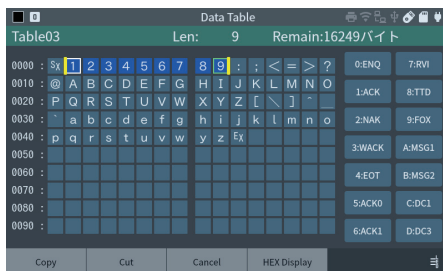 0 Data Table
Table03 Len: 9 Remain:16249バイト
0000 : SX 1 2 3 4 5 6 7 8 9 : ; < = > ? 0:ENQ 7:RVI
0010 : @ A B C D E F G H I J K L M N O 1:ACK 8:TTD
0020 : P Q R S T U V W X Y Z [ \ ] ^ _
0030 : ` a b c d e f g h i j k l m n o 2:NAK 9:FOX
0040 : p q r s t u v w y z EX 3:WACK A:MSG1
0050 :
0060 : 4:EOT B:MSG2
0070 :
0080 : 5:ACK0 C:DC1
0090 : 6:ACK1 D:DC3
Copy Cut Cancel HEX Display